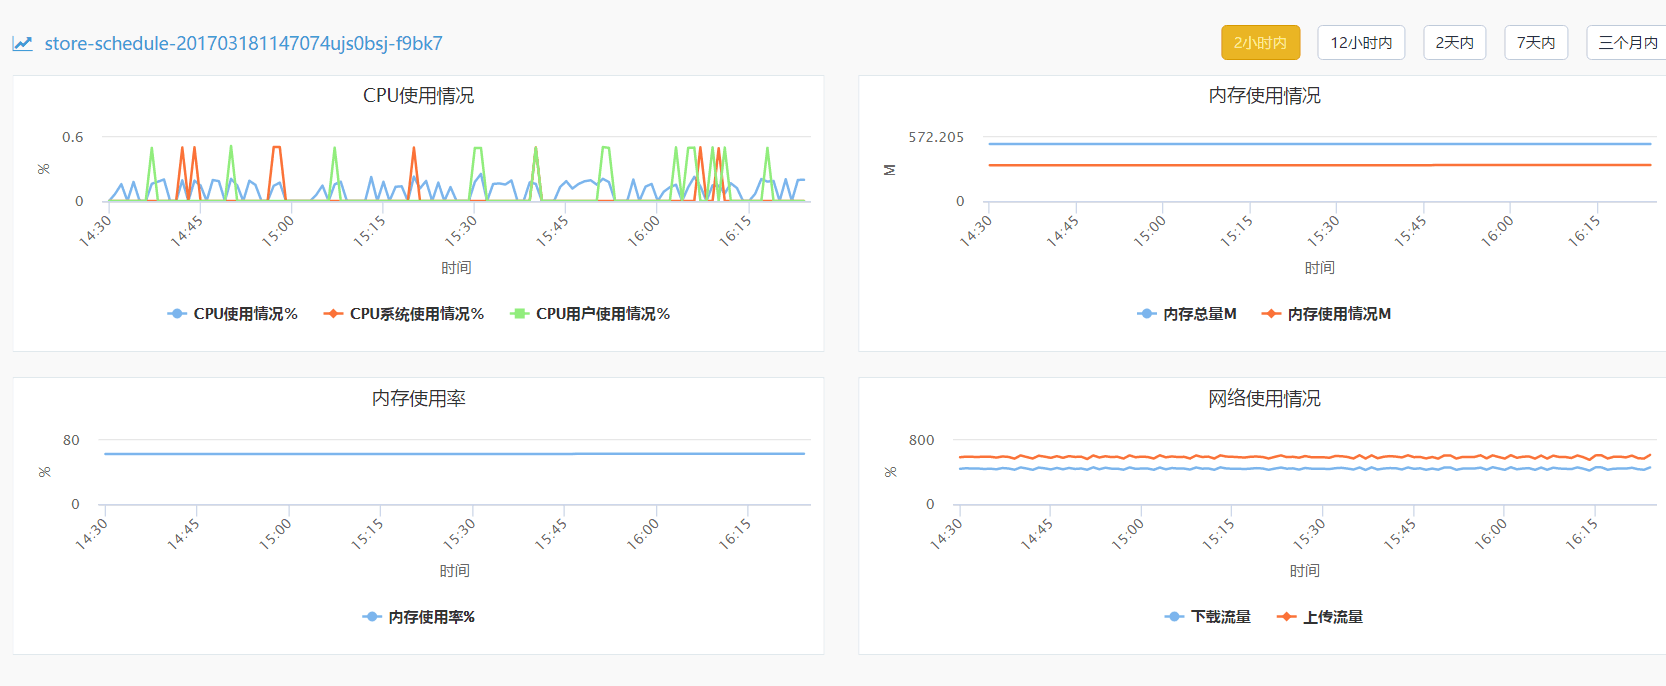 store-schedule-201703181147074ujs0bsj-f9bk7
2小时内 12小时内 2天内 7天内 三个月内
CPU使用情况
0.6
%
0
14:30 14:45 15:00 15:15 15:30 15:45 16:00 16:15
时间
CPU使用情况% CPU系统使用情况% CPU用户使用情况%
内存使用情况
572.205
M
0
14:30 14:45 15:00 15:15 15:30 15:45 16:00 16:15
时间
内存总量M 内存使用情况M
内存使用率
80
%
0
14:30 14:45 15:00 15:15 15:30 15:45 16:00 16:15
时间
内存使用率%
网络使用情况
800
%
0
14:30 14:45 15:00 15:15 15:30 15:45 16:00 16:15
时间
下载流量 上传流量